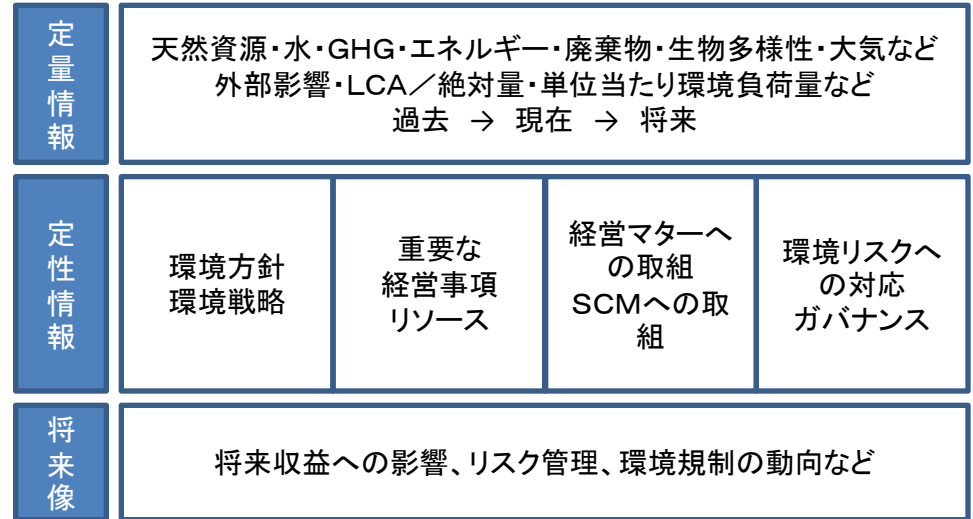 定量情報
天然資源・水・GHG・エネルギー・廃棄物・生物多様性・大気など
外部影響・LCA／絶対量・単位当たり環境負荷量など
過去 → 現在 → 将来
定性情報
環境方針
環境戦略
重要な
経営事項
リソース
経営マターへ
の取組
SCMへの取
組
環境リスクへ
の対応
ガバナンス
将来像
将来収益への影響、リスク管理、環境規制の動向など